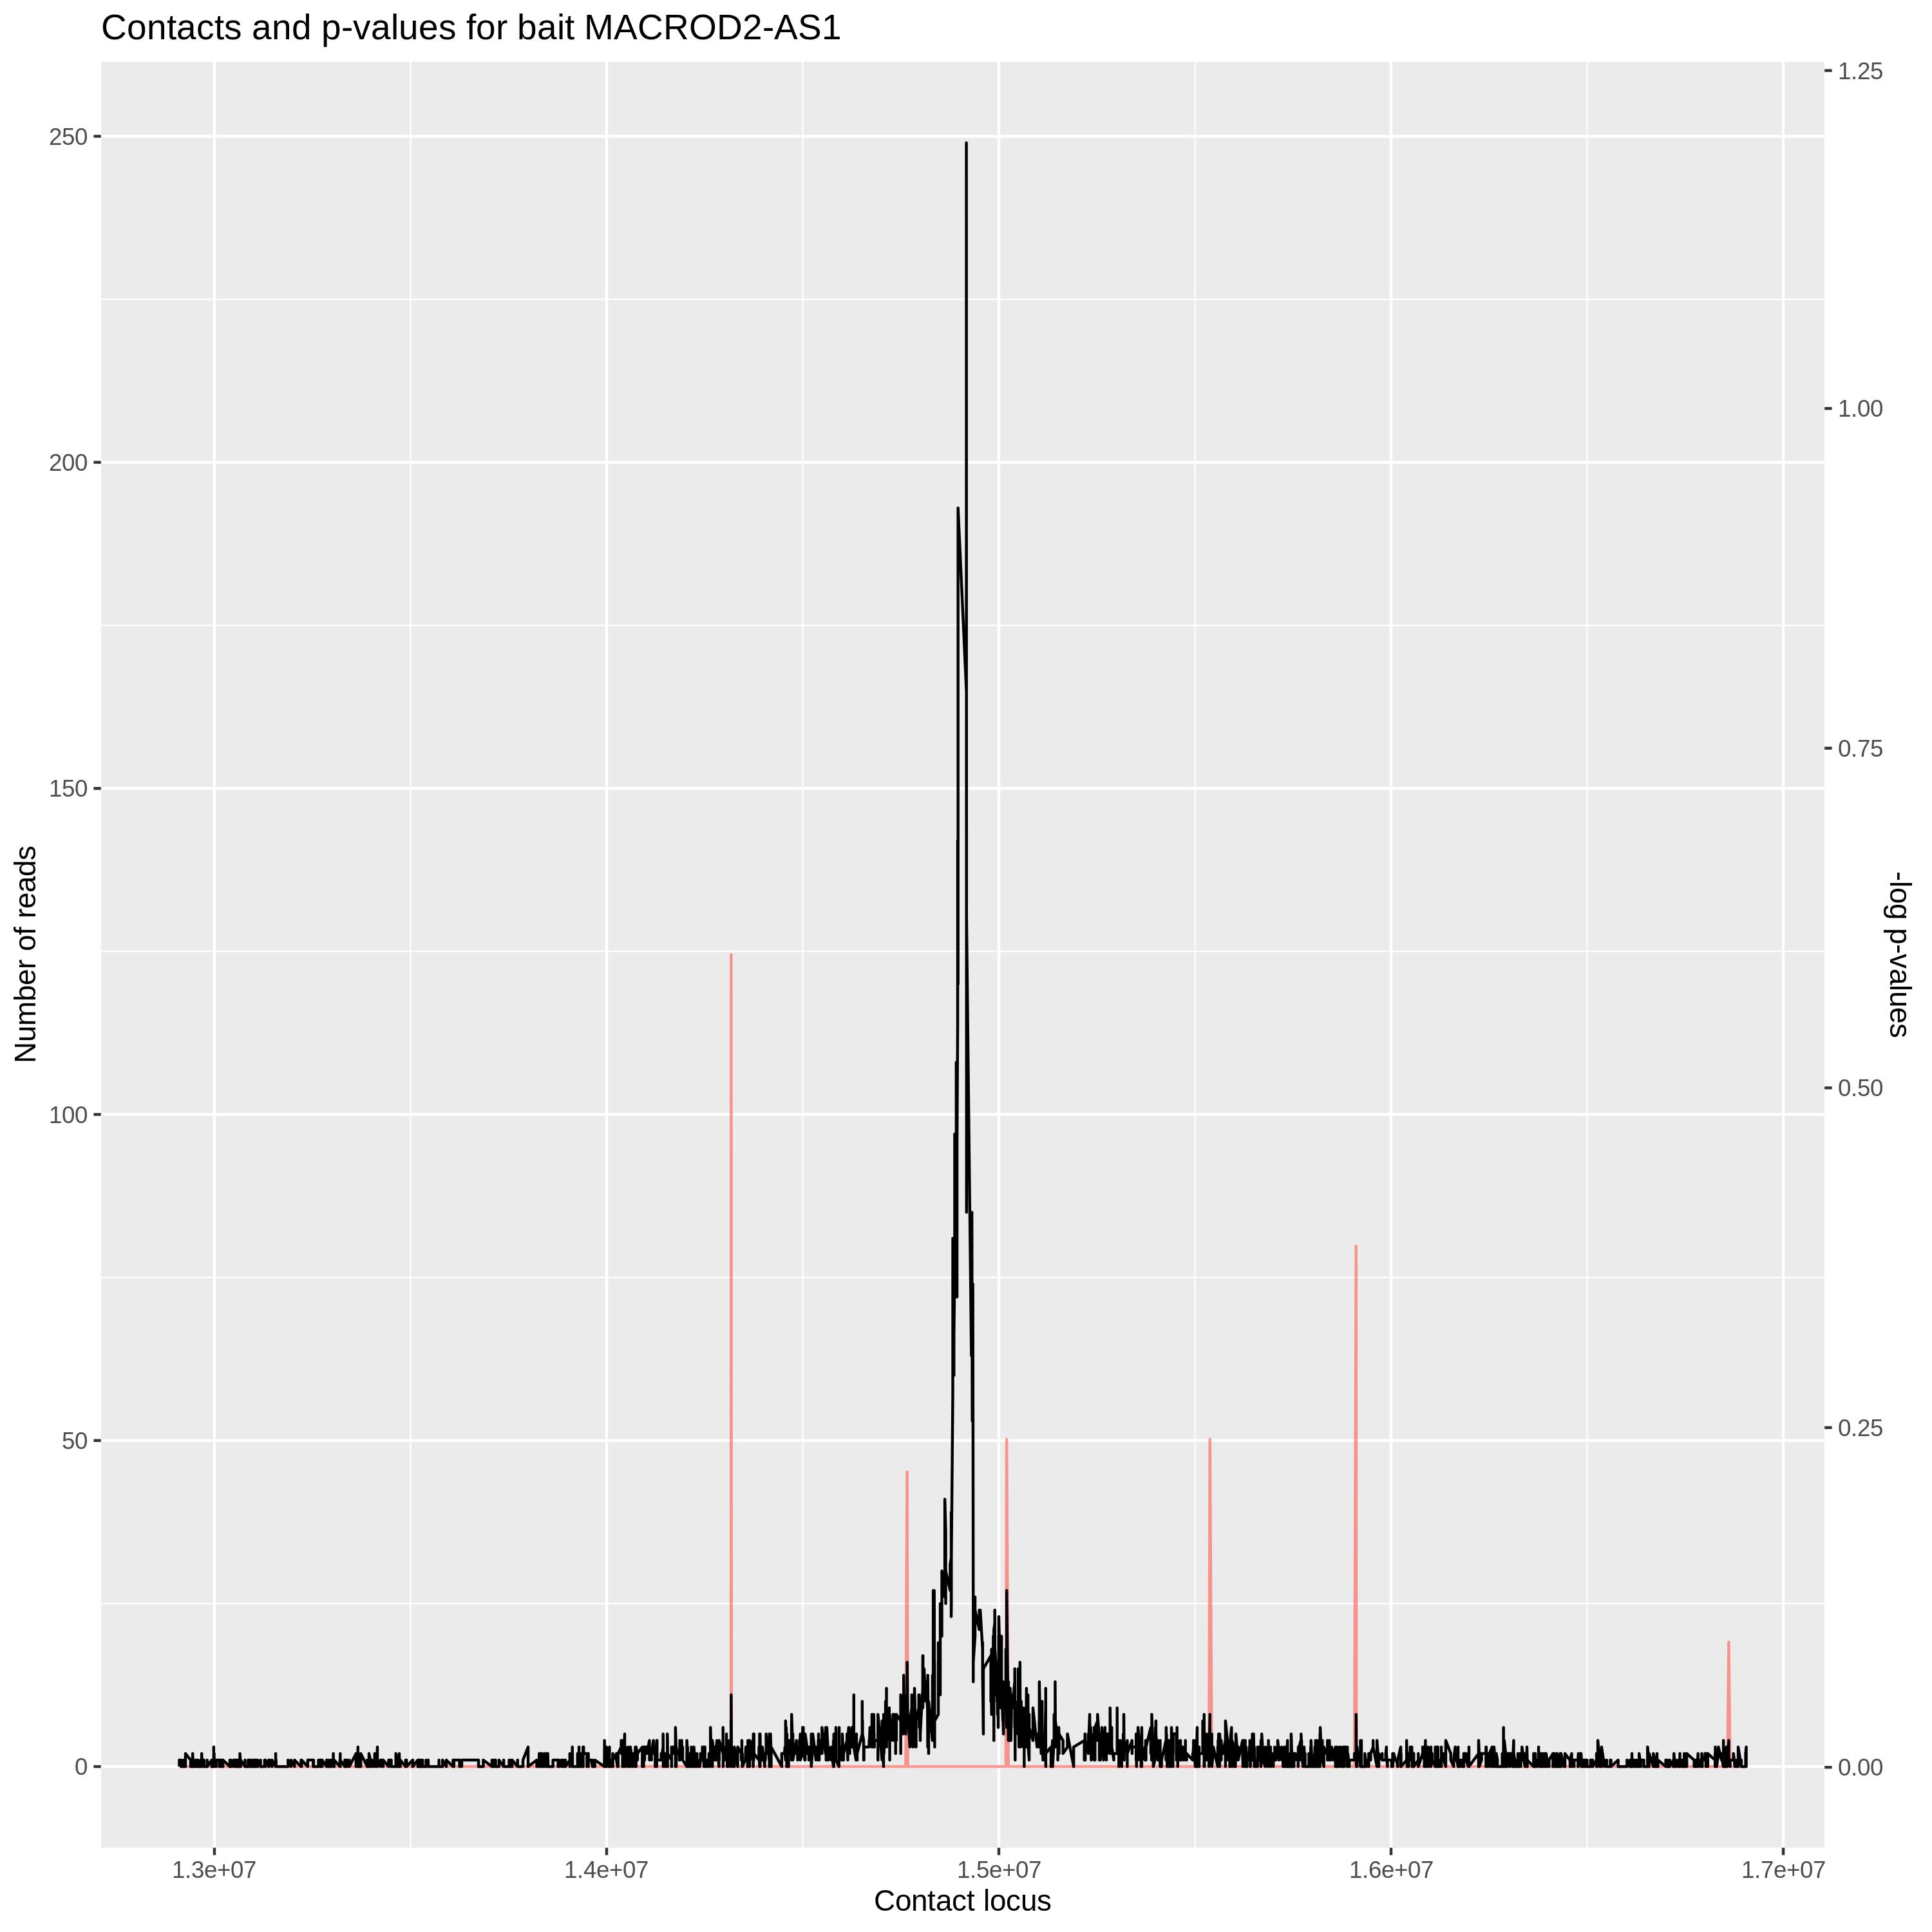 Contacts and p-values for bait MACROD2-AS1
250
200
150
100
50
0
Number of reads
1.25
1.00
0.75
0.50
0.25
0.00
-log p-values
1.3e+07
1.4e+07
1.5e+07
1.6e+07
1.7e+07
Contact locus